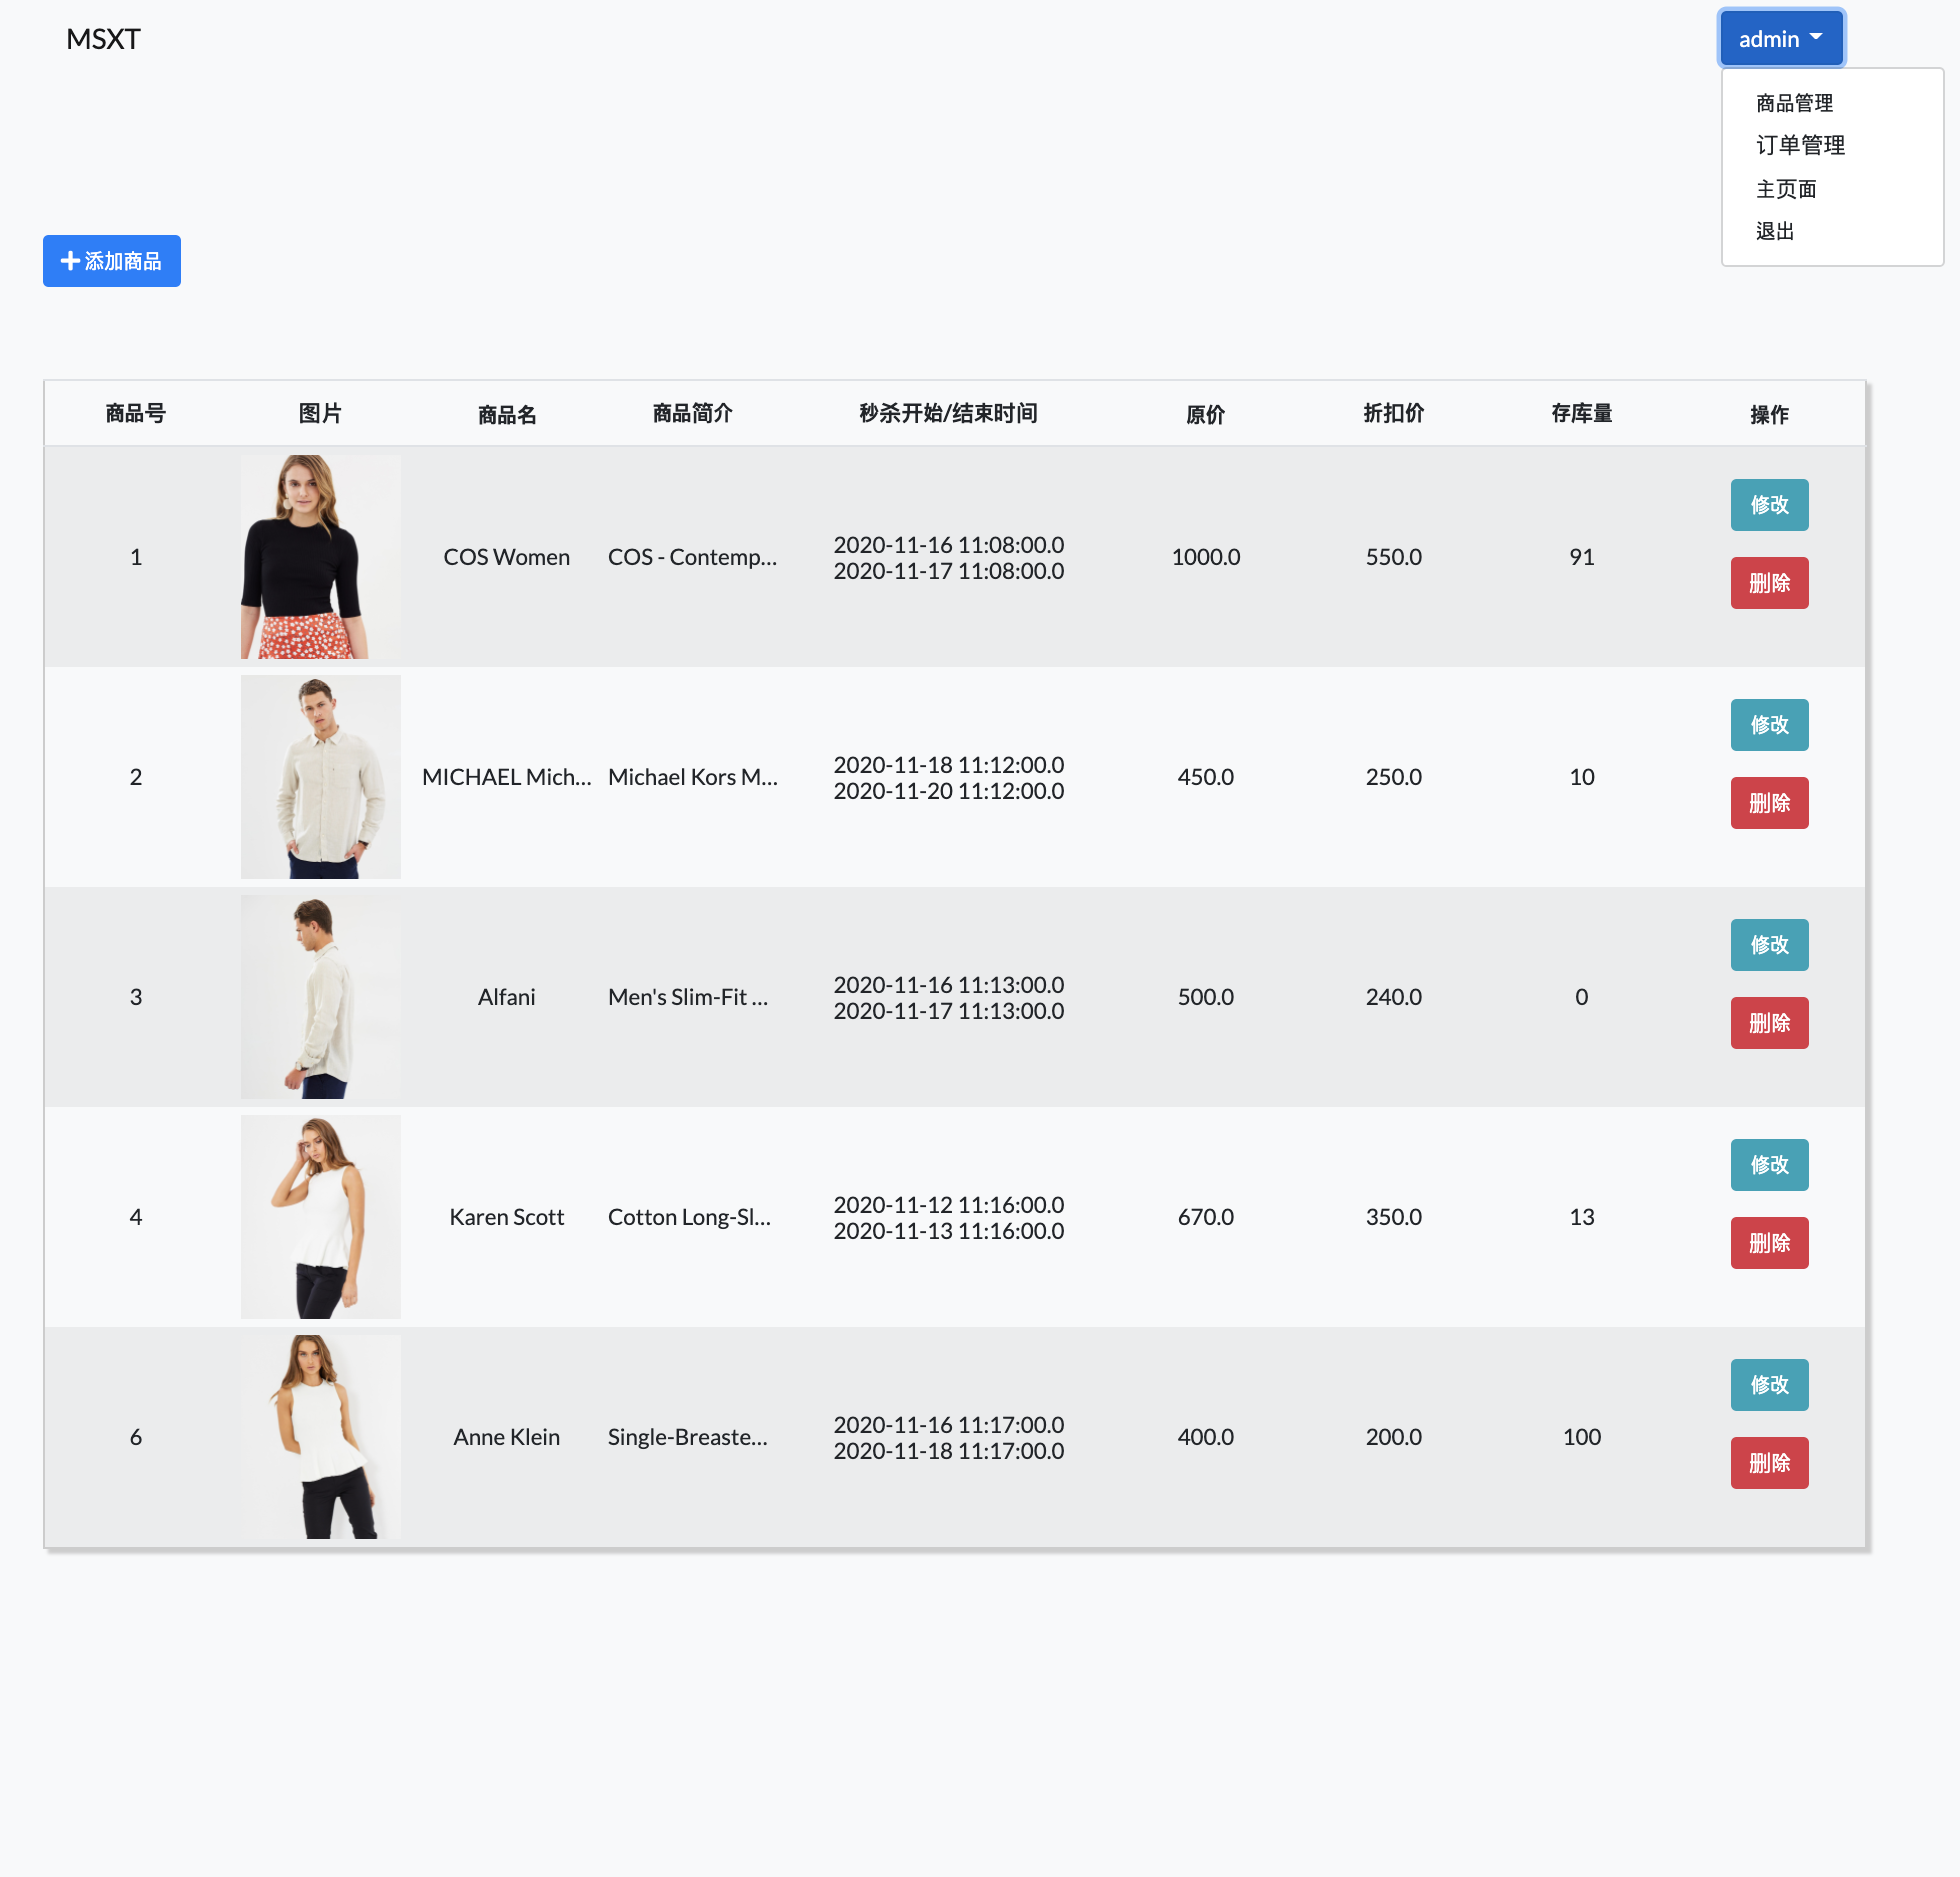 MSXT
admin
商品管理
订单管理
主页面
退出
添加商品
商品号 图片 商品名 商品简介 秒杀开始/结束时间 原价 折扣价 存库量 操作
1 COS Women COS - Contemp... 2020-11-16 11:08:00.0 1000.0 550.0 91 修改
2020-11-17 11:08:00.0 删除
2 MICHAEL Mich... Michael Kors M... 2020-11-18 11:12:00.0 450.0 250.0 10 修改
2020-11-20 11:12:00.0 删除
3 Alfani Men's Slim-Fit ... 2020-11-16 11:13:00.0 500.0 240.0 0 修改
2020-11-17 11:13:00.0 删除
4 Karen Scott Cotton Long-Sl... 2020-11-12 11:16:00.0 670.0 350.0 13 修改
2020-11-13 11:16:00.0 删除
6 Anne Klein Single-Breaste... 2020-11-16 11:17:00.0 400.0 200.0 100 修改
2020-11-18 11:17:00.0 删除